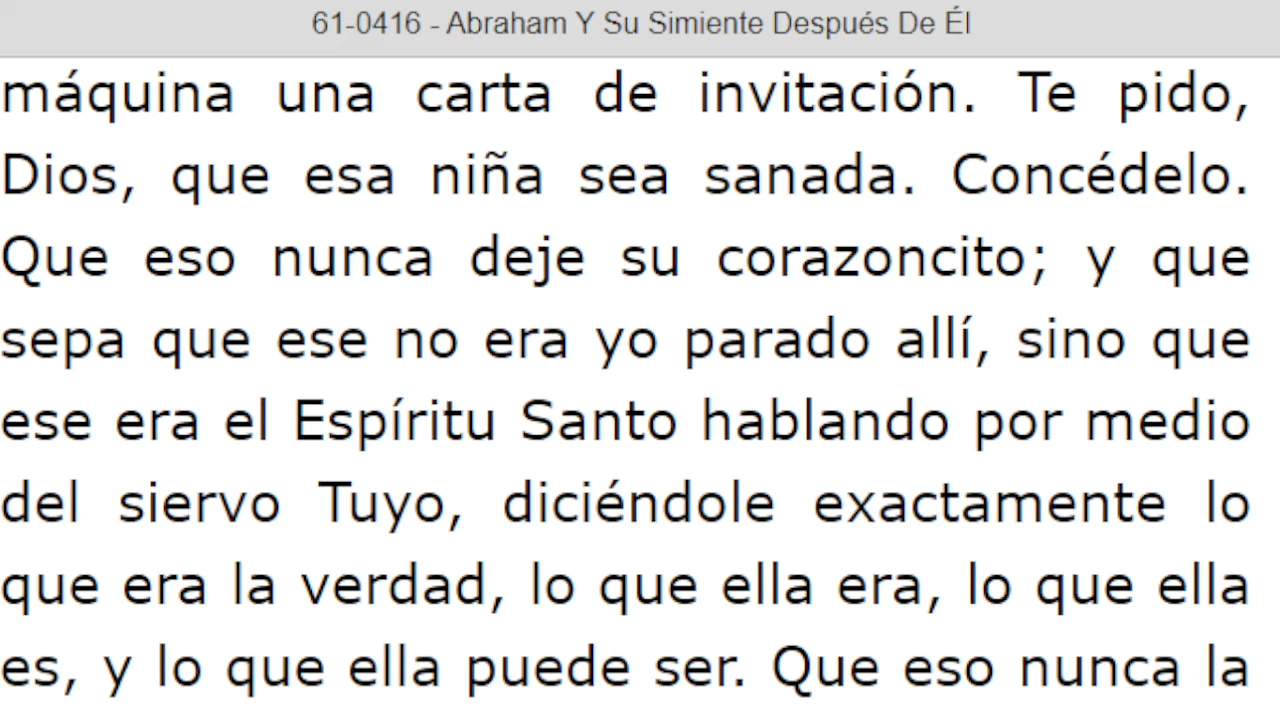 61-0416 - Abraham Y Su Simiente Después De Él
máquina una carta de invitación. Te pido,
Dios, que esa niña sea sanada. Concédelo.
Que eso nunca deje su corazoncito; y que
sepa que ese no era yo parado allí, sino que
ese era el Espíritu Santo hablando por medio
del siervo Tuyo, diciéndole exactamente lo
que era la verdad, lo que ella era, lo que ella
es, y lo que ella puede ser. Que eso nunca la